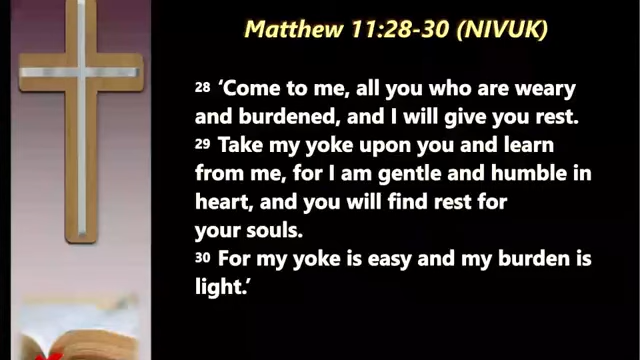 Matthew 11:28-30 (NIVUK)
28 ‘Come to me, all you who are weary
and burdened, and I will give you rest.
29 Take my yoke upon you and learn
from me, for I am gentle and humble in
heart, and you will find rest for
your souls.
30 For my yoke is easy and my burden is
light.’